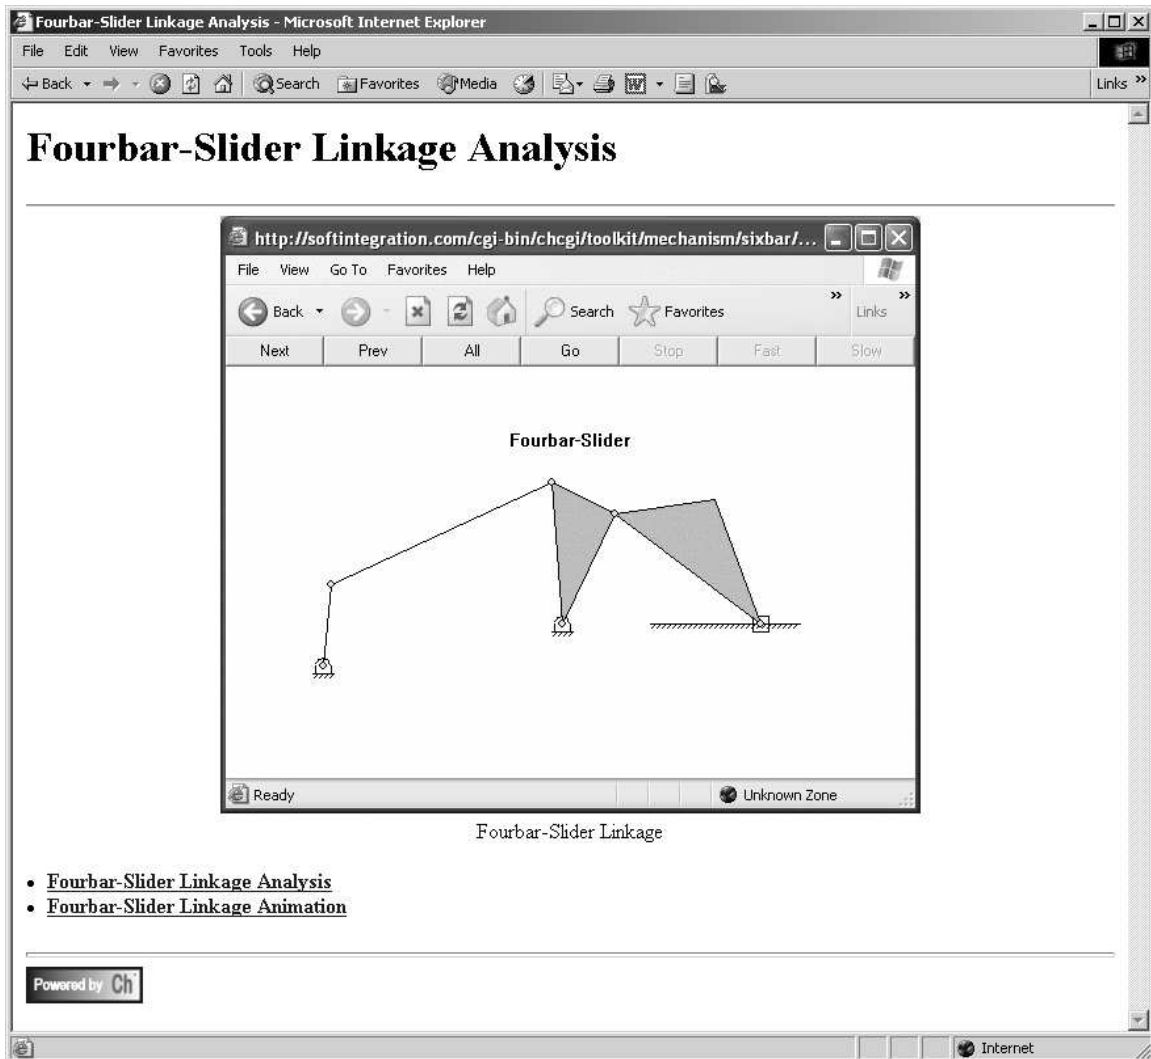 Fourbar-Slider Linkage Analysis - Microsoft Internet Explorer
File Edit View Favorites Tools Help
Back Search Favorites Media Links »
Fourbar-Slider Linkage Analysis
http://softintegration.com/cgi-bin/chcgi/toolkit/mechanism/sixbar/...
File View Go To Favorites Help
Back Search Favorites » Links »
Next Prev All Go Stop Fast Slow
Fourbar-Slider
Ready Unknown Zone
Fourbar-Slider Linkage
• Fourbar-Slider Linkage Analysis
• Fourbar-Slider Linkage Animation
Powered by Ch
Internet